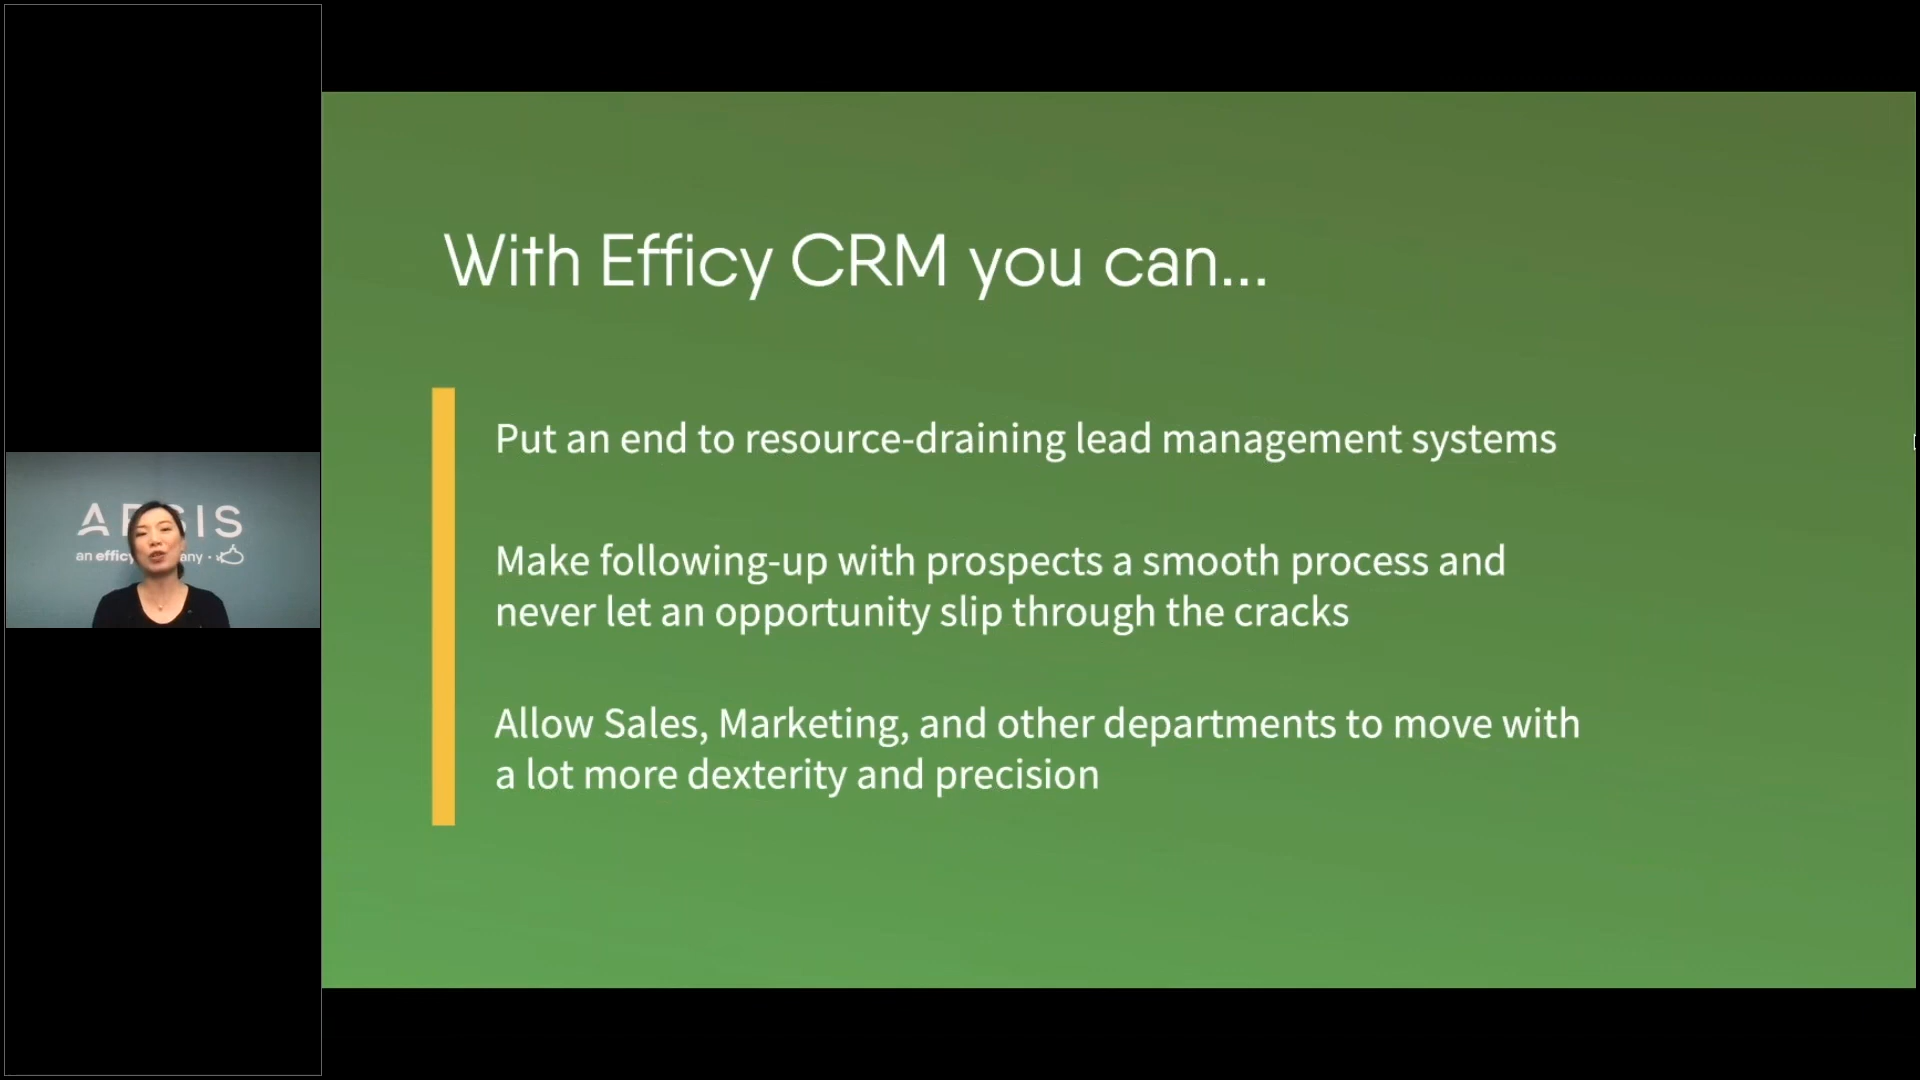 With Efficy CRM you can...
Put an end to resource-draining lead management systems
Make following-up with prospects a smooth process and
never let an opportunity slip through the cracks
Allow Sales, Marketing, and other departments to move with
a lot more dexterity and precision
an efficy